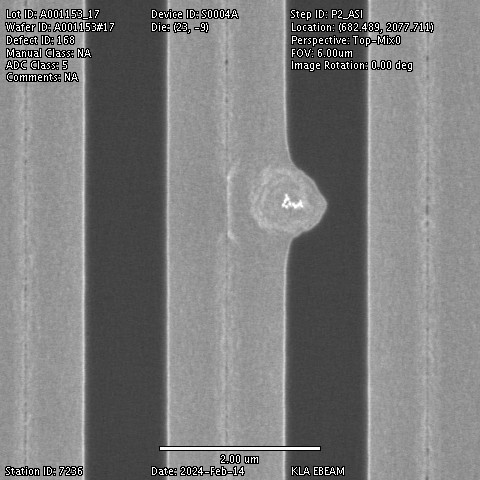 Lot ID: A001153_17 Device ID: S0004A Step ID: P2_ASI
Wafer ID: A001153#17 Die: (23, -9) Location: (682.489, 2077.711)
Defect ID: 168 Perspective: Top-Mix0
Manual Class: NA FOV: 6.00um
ADC Class: 5 Image Rotation: 0.00 deg
Comments: NA
2.00 um
Station ID: 7236 Date: 2024-Feb-14 KLA EBEAM